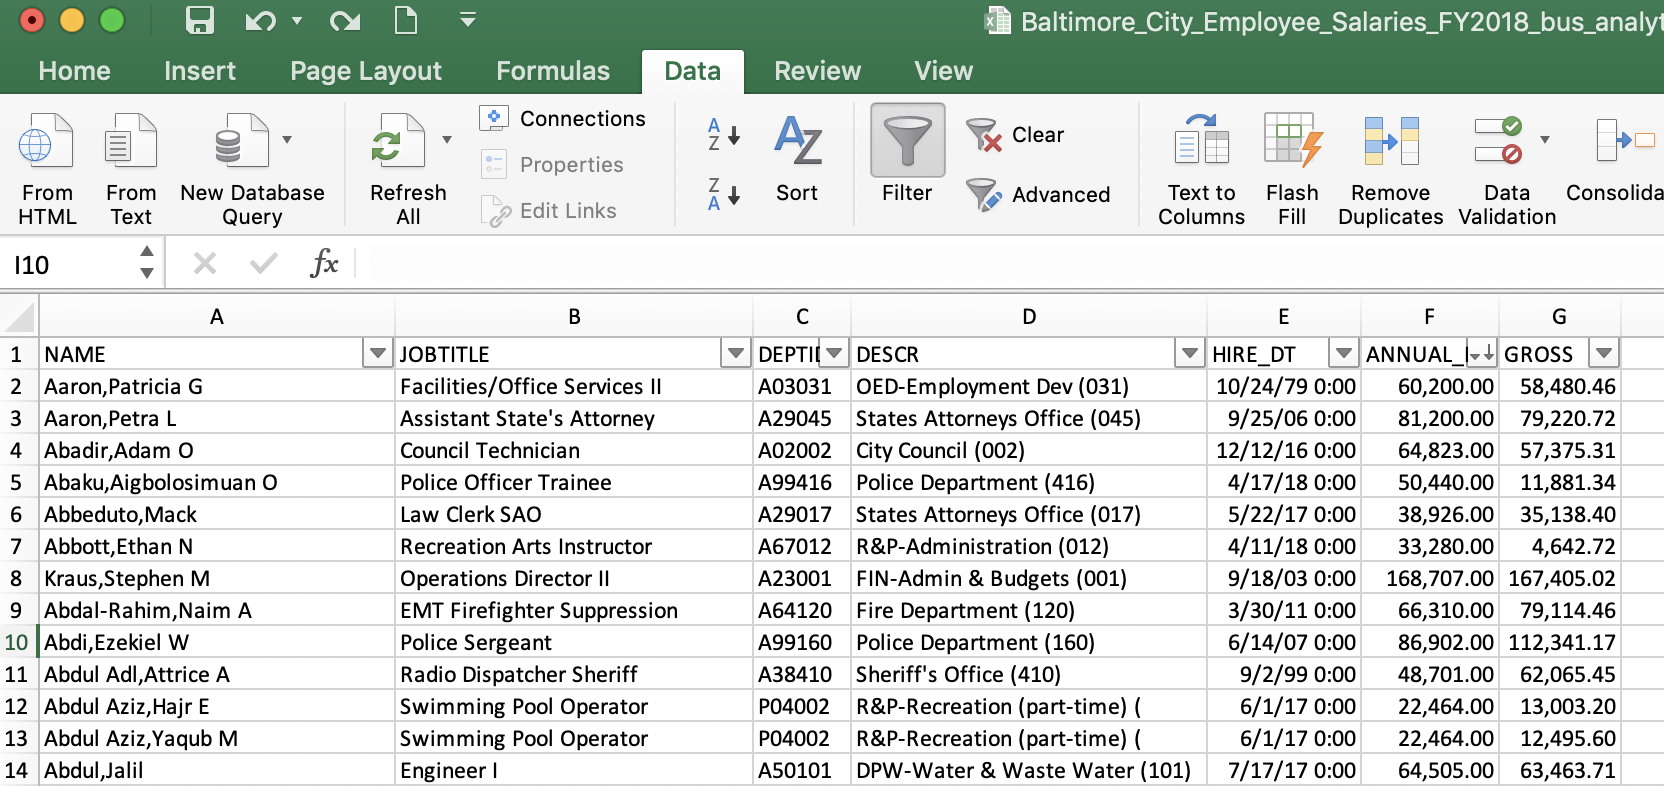 Baltimore_City_Employee_Salaries_FY2018_bus_analyt
Home Insert Page Layout Formulas Data Review View
From HTML
From Text
New Database Query
Refresh All
Connections
Properties
Edit Links
A Z
Z A
Sort
Filter
Clear
Advanced
Text to Columns
Flash Fill
Remove Duplicates
Data Validation
Consolida
I10 fx
A B C D E F G
1 NAME JOBTITLE DEPTID DESCR HIRE_DT ANNUAL_ GROSS
2 Aaron,Patricia G Facilities/Office Services II A03031 OED-Employment Dev (031) 10/24/79 0:00 60,200.00 58,480.46
3 Aaron,Petra L Assistant State's Attorney A29045 States Attorneys Office (045) 9/25/06 0:00 81,200.00 79,220.72
4 Abadir,Adam O Council Technician A02002 City Council (002) 12/12/16 0:00 64,823.00 57,375.31
5 Abaku,Aigbolosimuan O Police Officer Trainee A99416 Police Department (416) 4/17/18 0:00 50,440.00 11,881.34
6 Abbeduto,Mack Law Clerk SAO A29017 States Attorneys Office (017) 5/22/17 0:00 38,926.00 35,138.40
7 Abbott,Ethan N Recreation Arts Instructor A67012 R&P-Administration (012) 4/11/18 0:00 33,280.00 4,642.72
8 Kraus,Stephen M Operations Director II A23001 FIN-Admin & Budgets (001) 9/18/03 0:00 168,707.00 167,405.02
9 Abdal-Rahim,Naim A EMT Firefighter Suppression A64120 Fire Department (120) 3/30/11 0:00 66,310.00 79,114.46
10 Abdi,Ezekiel W Police Sergeant A99160 Police Department (160) 6/14/07 0:00 86,902.00 112,341.17
11 Abdul Adl,Attrice A Radio Dispatcher Sheriff A38410 Sheriff's Office (410) 9/2/99 0:00 48,701.00 62,065.45
12 Abdul Aziz,Hajr E Swimming Pool Operator P04002 R&P-Recreation (part-time) ( 6/1/17 0:00 22,464.00 13,003.20
13 Abdul Aziz,Yaqub M Swimming Pool Operator P04002 R&P-Recreation (part-time) ( 6/1/17 0:00 22,464.00 12,495.60
14 Abdul,Jalil Engineer I A50101 DPW-Water & Waste Water (101) 7/17/17 0:00 64,505.00 63,463.71